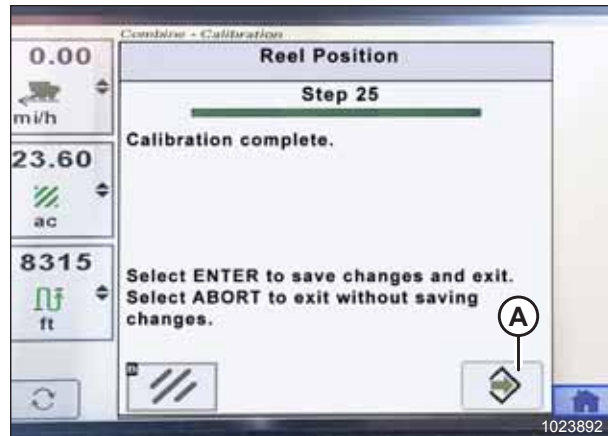 Combine - Calibration
0.00
mi/h
23.60
ac
8315
ft
Reel Position
Step 25
Calibration complete.
Select ENTER to save changes and exit.
Select ABORT to exit without saving
changes.
A
1023892